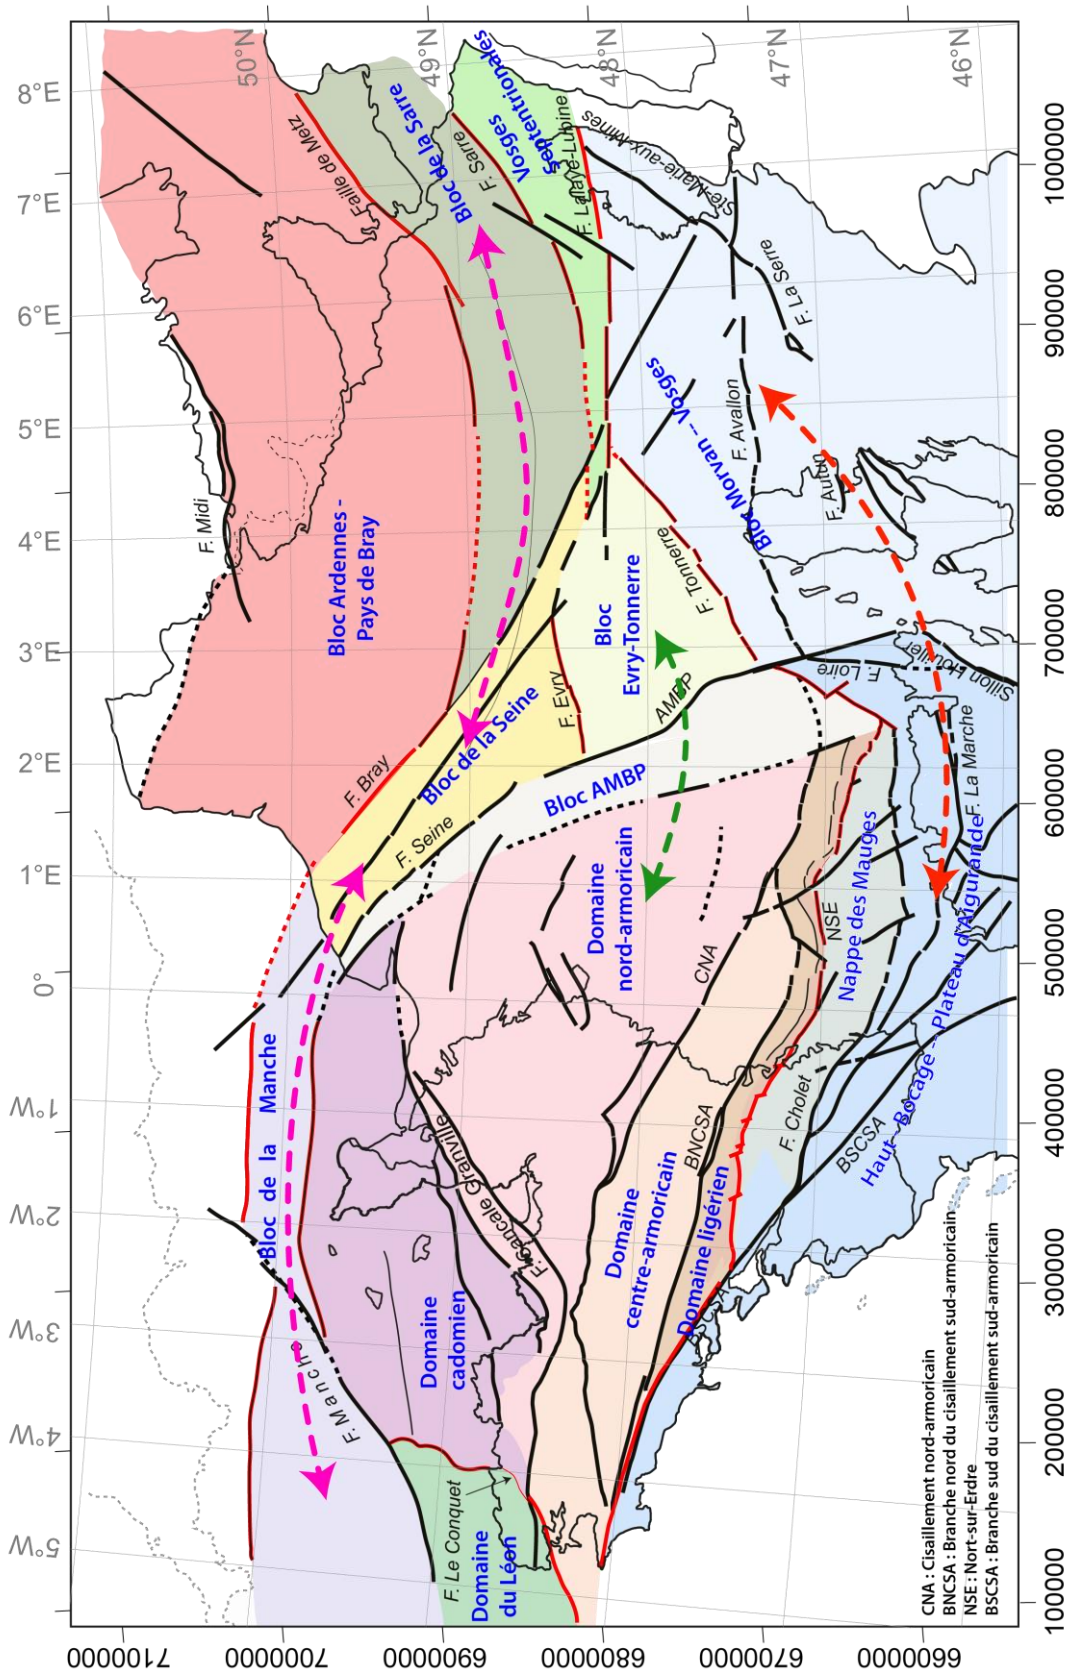 5°W
4°W
3°W
2°W
1°W
0°
1°E
2°E
3°E
4°E
5°E
6°E
7°E
8°E
50°N
49°N
48°N
47°N
46°N
7100000
7000000
6900000
6800000
6700000
6600000
100000
200000
300000
400000
500000
600000
700000
800000
900000
1000000
F. Midi
Bloc Ardennes -
Pays de Bray
Faille de Metz
Bloc de la Sarre
F. Sarre
Vosges
Septentrionales
F. Lalaye-Lubine
Ste-Marie-aux-Mines
F. La Serre
Bloc Morvan -- Vosges
F. Avallon
F. Autun
F. Tonnerre
Bloc
Evry-Tonnerre
F. Evry
AMBP
F. Loire
Sillon Houiller
F. La Marche
F. Bray
Bloc de la Seine
F. Seine
Bloc AMBP
Bloc de la Manche
F. Manche
Domaine
nord-armoricain
CNA
NSE
Nappe des Mauges
Haut- Bocage -- Plateau d'Aigurande
F. Cholet
BSCSA
BNCSA
F. Cancale Granville
Domaine
cadomien
Domaine
centre-armoricain
Domaine ligérien
F. Le Conquet
Domaine
du Léon
CNA : Cisaillement nord-armoricain
BNCSA : Branche nord du cisaillement sud-armoricain
NSE : Nort-sur-Erdre
BSCSA : Branche sud du cisaillement sud-armoricain